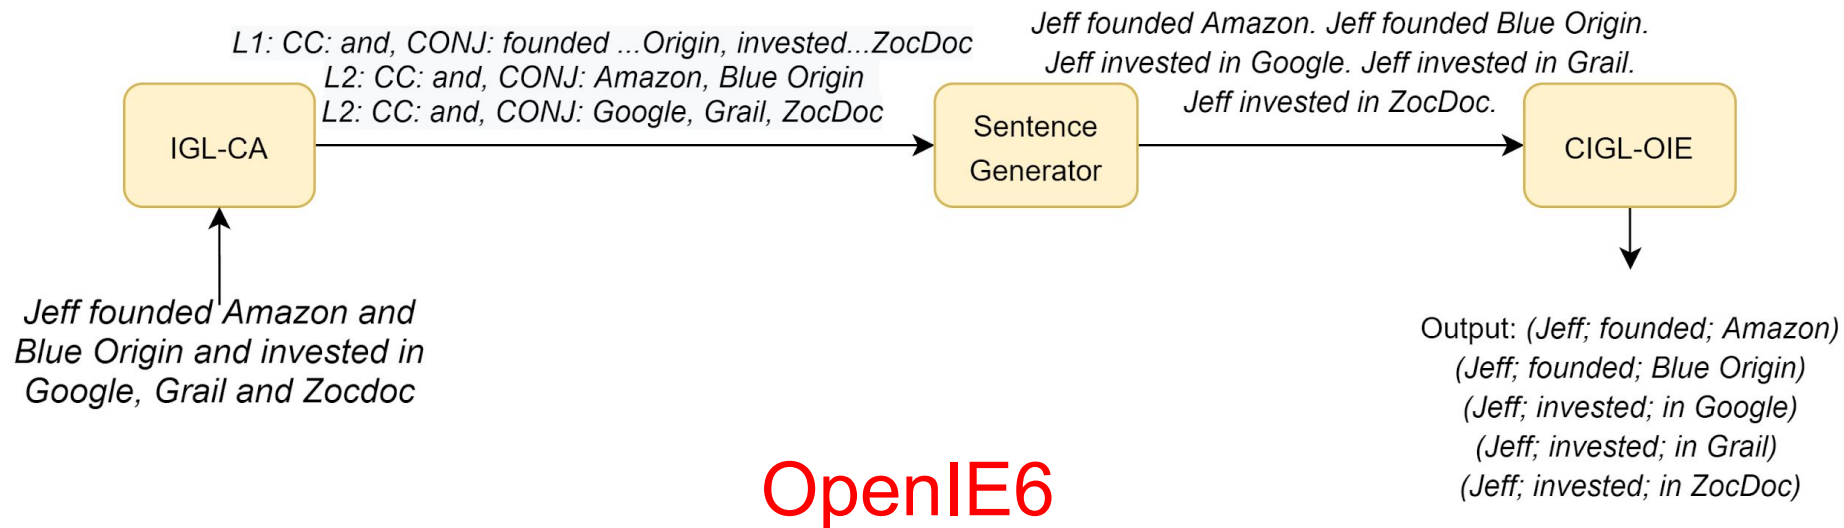 L1: CC: and, CONJ: founded ...Origin, invested...ZocDoc
L2: CC: and, CONJ: Amazon, Blue Origin
L2: CC: and, CONJ: Google, Grail, ZocDoc
Jeff founded Amazon. Jeff founded Blue Origin.
Jeff invested in Google. Jeff invested in Grail.
Jeff invested in ZocDoc.
IGL-CA
Sentence
Generator
CIGL-OIE
Jeff founded Amazon and
Blue Origin and invested in
Google, Grail and Zocdoc
Output: (Jeff; founded; Amazon)
(Jeff; founded; Blue Origin)
(Jeff; invested; in Google)
(Jeff; invested; in Grail)
(Jeff; invested; in ZocDoc)
OpenIE6